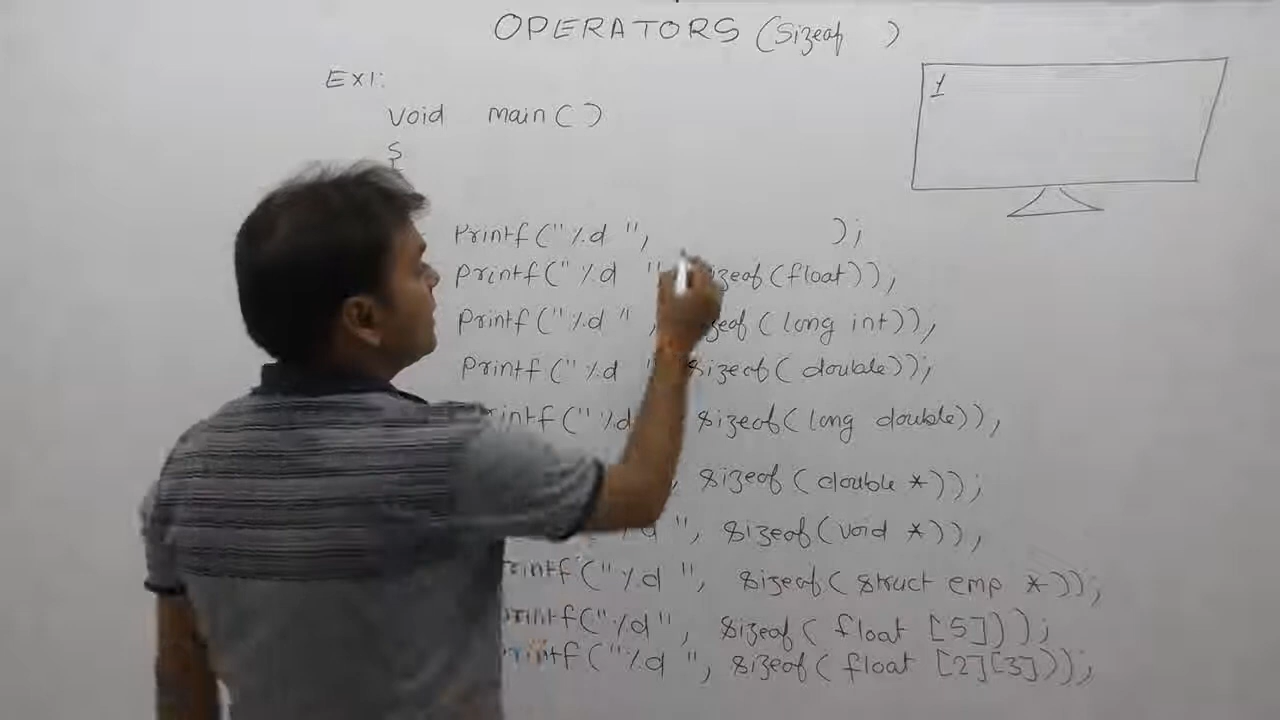 OPERATORS (sizeof )
EX1:
1
void main()
{
printf("%d ", );
printf("%d " sizeof(float));
printf("%d ", sizeof(long int));
printf("%d " sizeof(double));
printf("%d sizeof(long double));
, sizeof(double *));
", sizeof(void *));
printf("%d ", sizeof(struct emp *));
printf("%d", sizeof(float [5]));
printf("%d ", sizeof(float [2][3]));